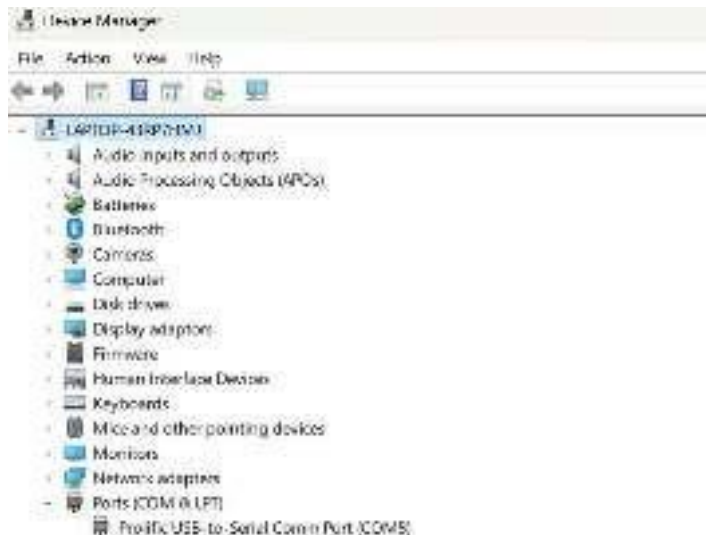 Device Manager
File Action View Help
Audio inputs and outputs
Audio Processing Objects (APOs)
Batteries
Bluetooth
Cameras
Computer
Disk drives
Display adaptors
Firmware
Human Interface Devices
Keyboards
Mice and other pointing devices
Monitors
Network adapters
Ports (COM & LPT)
Prolific USB-to-Serial Comm Port